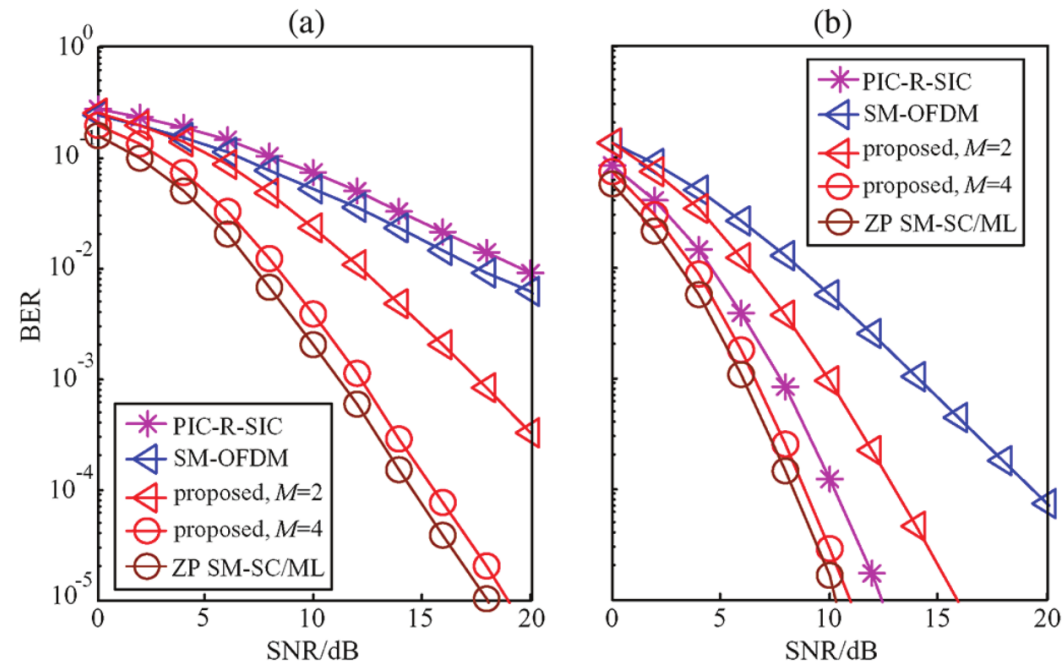 (a)
(b)
10^0
10^-1
10^-2
10^-3
10^-4
10^-5
BER
PIC-R-SIC
SM-OFDM
proposed, M=2
proposed, M=4
ZP SM-SC/ML
0 5 10 15 20
SNR/dB
PIC-R-SIC
SM-OFDM
proposed, M=2
proposed, M=4
ZP SM-SC/ML
0 5 10 15 20
SNR/dB